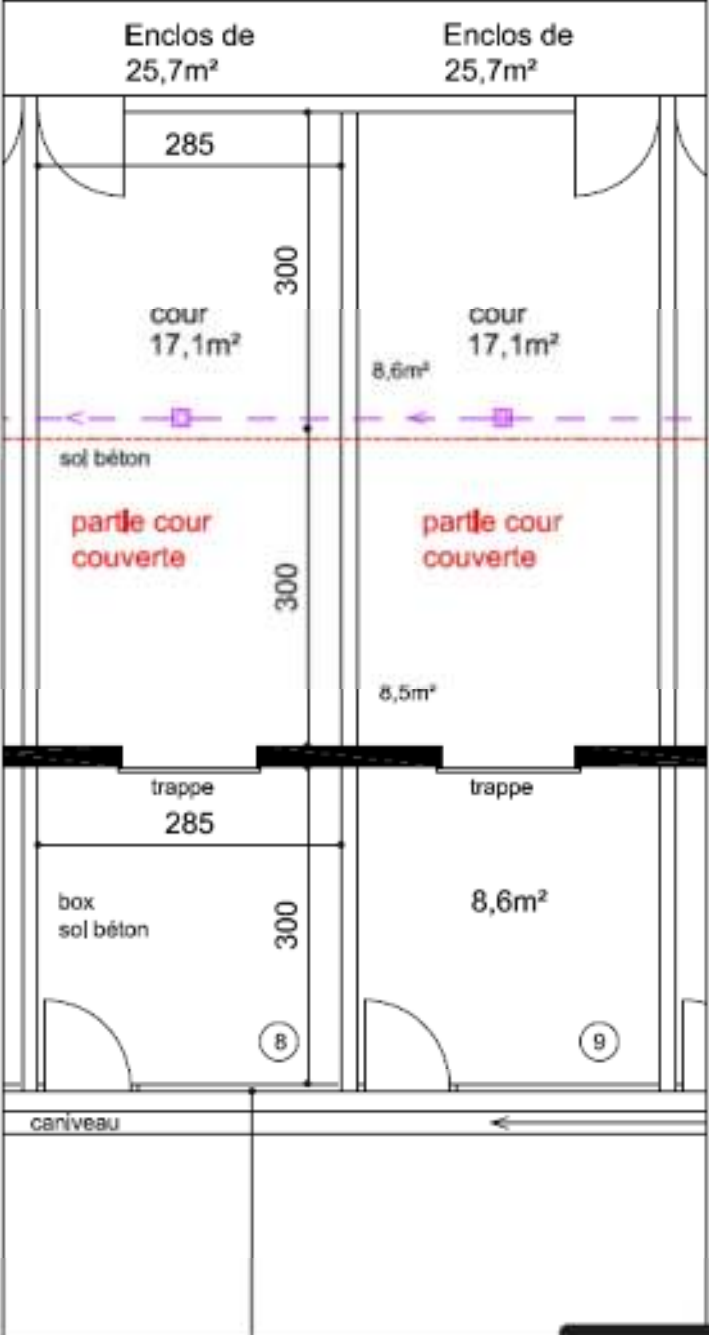 Enclos de
25,7m²
Enclos de
25,7m²
285
300
cour
17,1m²
cour
17,1m²
8,6m²
sol béton
partie cour
couverte
partie cour
couverte
300
8,5m²
trappe
trappe
285
box
sol béton
300
8,6m²
8
9
caniveau